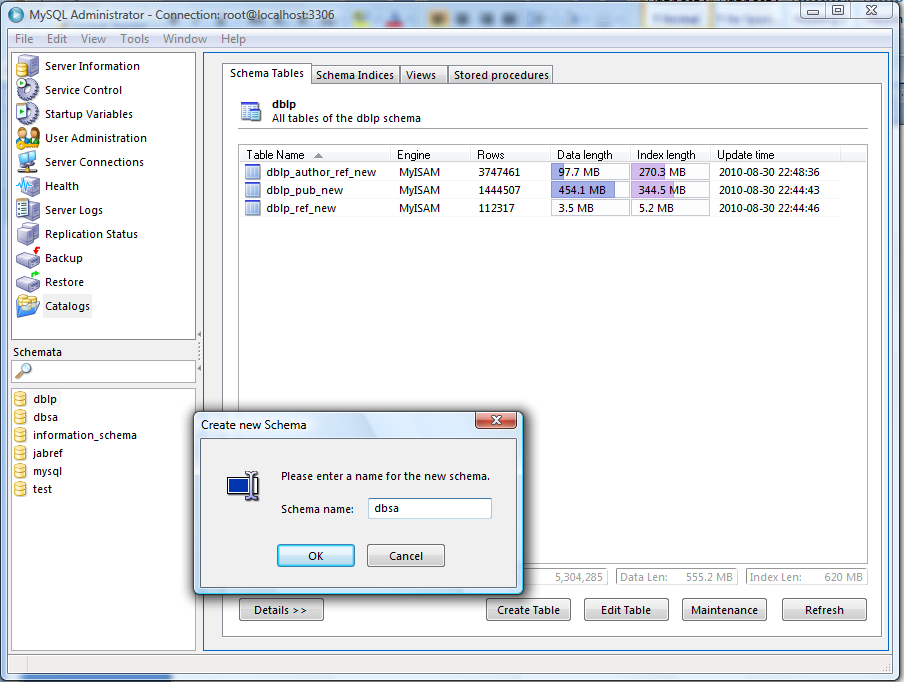 MySQL Administrator - Connection: root@localhost:3306
File Edit View Tools Window Help
Server Information
Service Control
Startup Variables
User Administration
Server Connections
Health
Server Logs
Replication Status
Backup
Restore
Catalogs
Schemata
dblp
dbsa
information_schema
jabref
mysql
test
Schema Tables Schema Indices Views Stored procedures
dblp
All tables of the dblp schema
Table Name Engine Rows Data length Index length Update time
dblp_author_ref_new MyISAM 3747461 97.7 MB 270.3 MB 2010-08-30 22:48:36
dblp_pub_new MyISAM 1444507 454.1 MB 344.5 MB 2010-08-30 22:44:43
dblp_ref_new MyISAM 112317 3.5 MB 5.2 MB 2010-08-30 22:44:46
Create new Schema
Please enter a name for the new schema.
Schema name: dbsa
OK Cancel
5,304,285 Data Len: 555.2 MB Index Len: 620 MB
Details >> Create Table Edit Table Maintenance Refresh